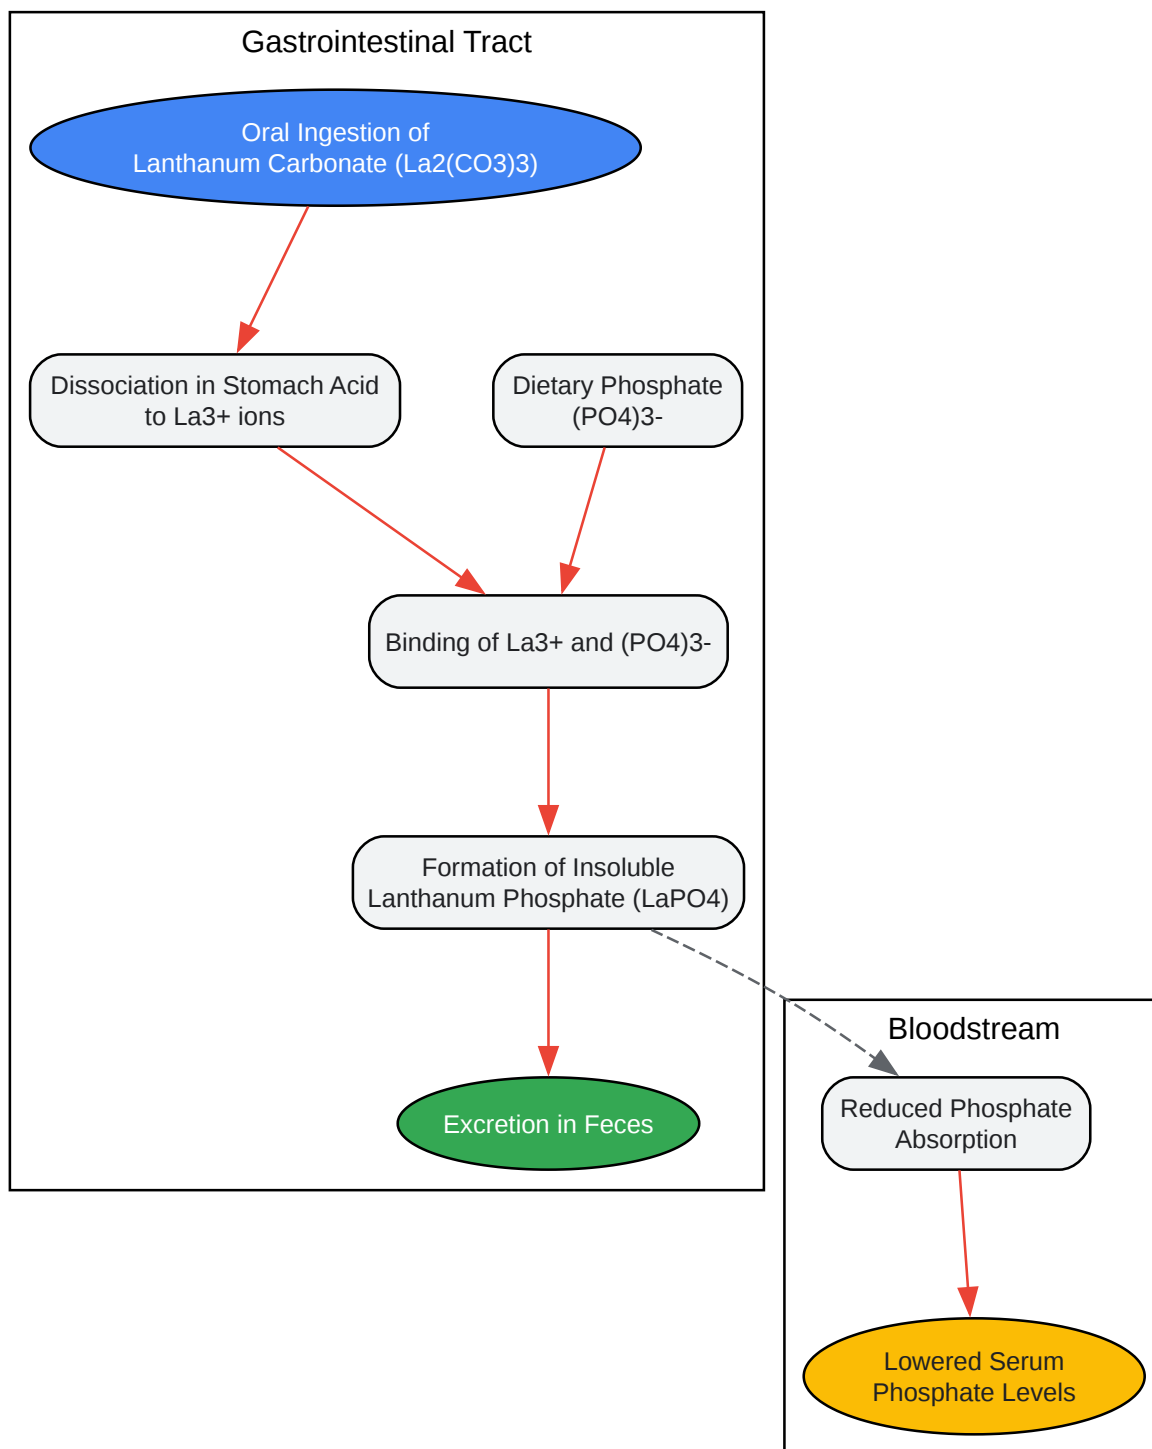 Gastrointestinal Tract
Oral Ingestion of
Lanthanum Carbonate (La2(CO3)3)
Dissociation in Stomach Acid
to La3+ ions
Dietary Phosphate
(PO4)3-
Binding of La3+ and (PO4)3-
Formation of Insoluble
Lanthanum Phosphate (LaPO4)
Excretion in Feces
Bloodstream
Reduced Phosphate
Absorption
Lowered Serum
Phosphate Levels